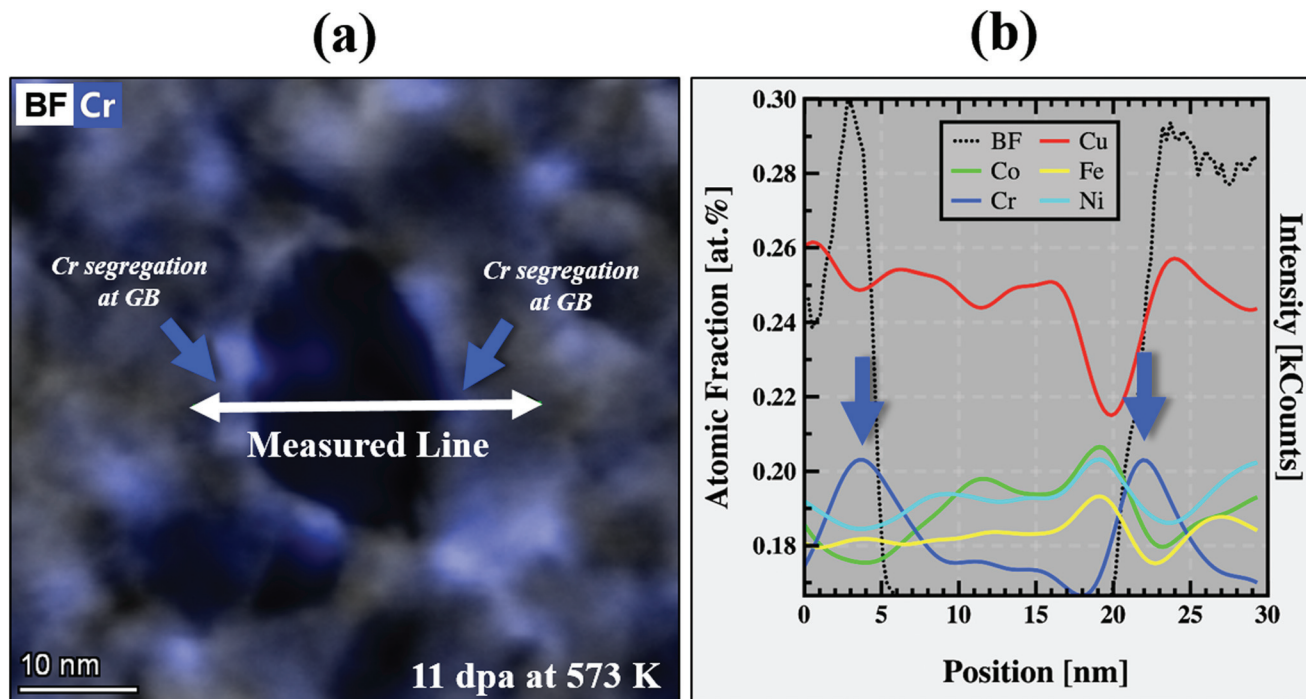 (a)
BF Cr
Cr segregation
at GB
Cr segregation
at GB
Measured Line
10 nm
11 dpa at 573 K
(b)
Atomic Fraction [at.%]
0.30
0.28
0.26
0.24
0.22
0.20
0.18
BF
Co
Cr
Cu
Fe
Ni
0
5
10
15
20
25
30
Position [nm]
Intensity [kCounts]